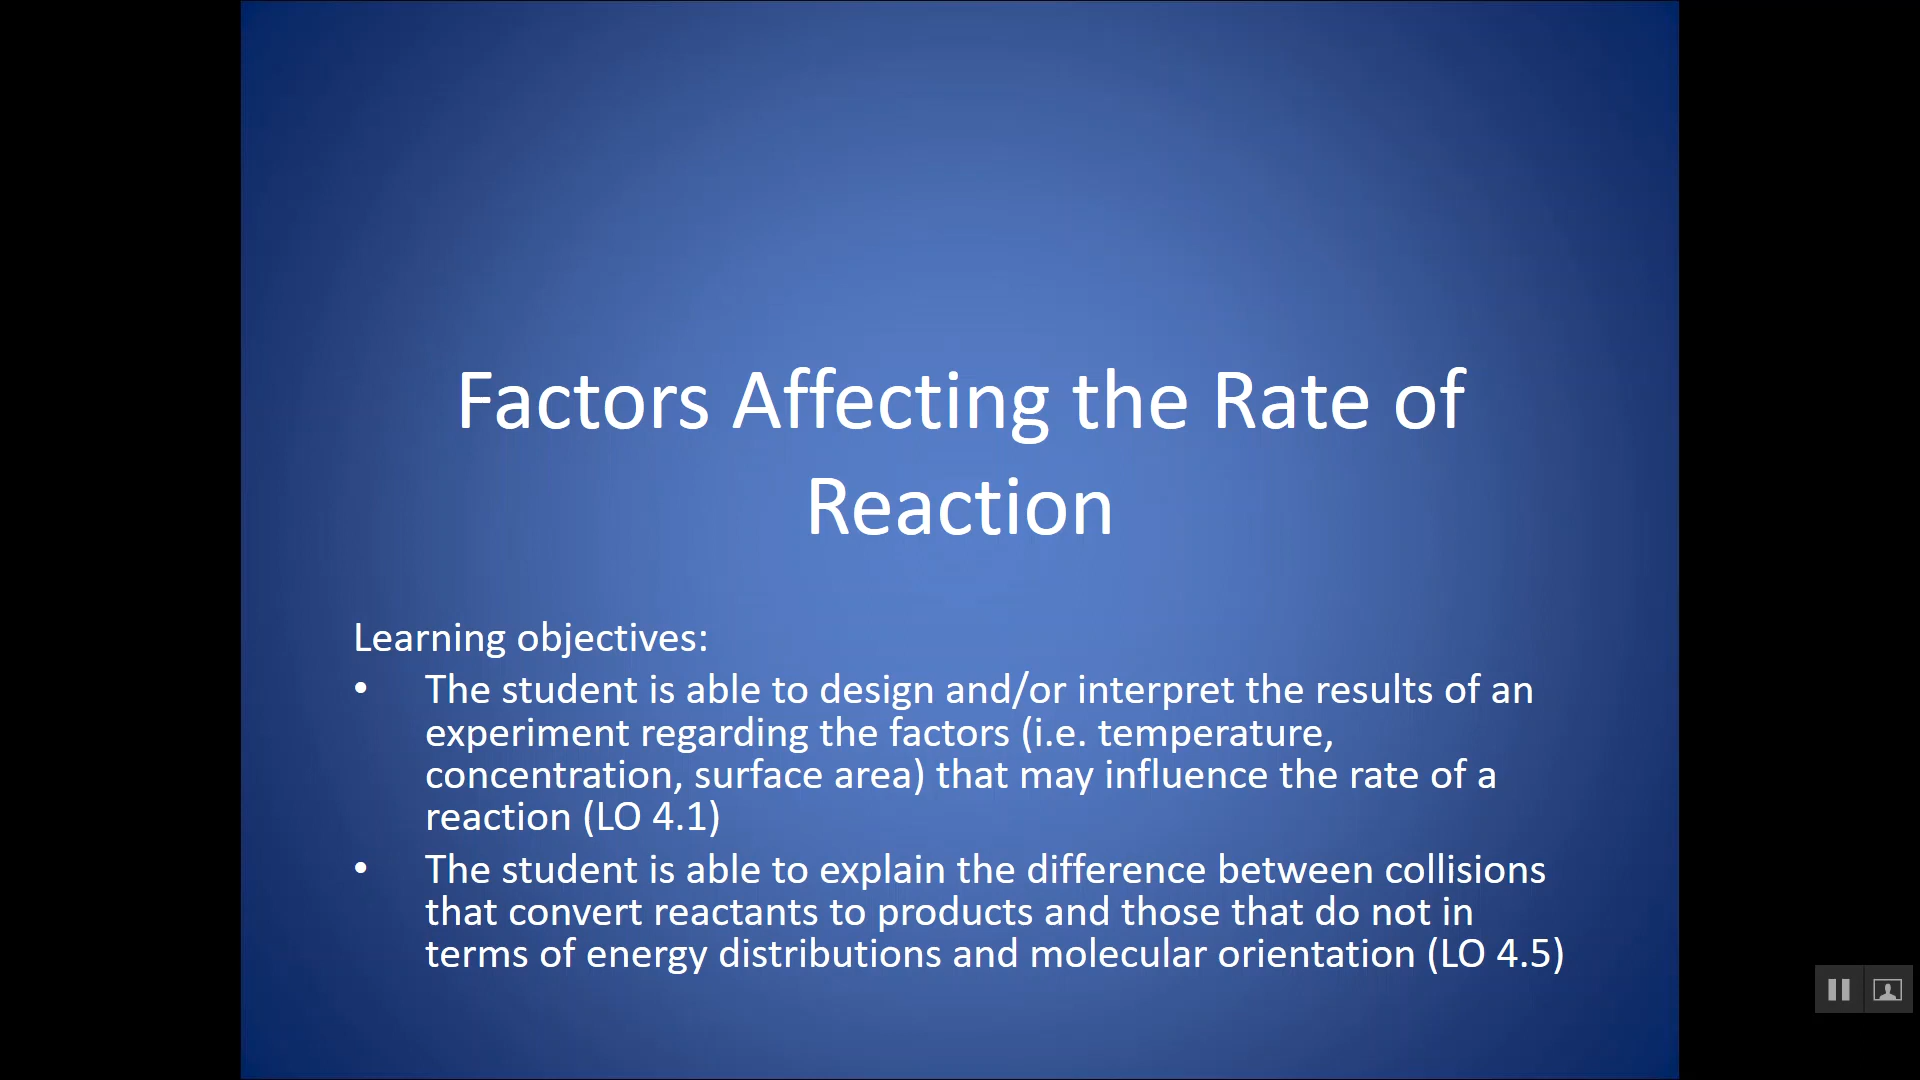 Factors Affecting the Rate of
Reaction
Learning objectives:
• The student is able to design and/or interpret the results of an
experiment regarding the factors (i.e. temperature,
concentration, surface area) that may influence the rate of a
reaction (LO 4.1)
• The student is able to explain the difference between collisions
that convert reactants to products and those that do not in
terms of energy distributions and molecular orientation (LO 4.5)